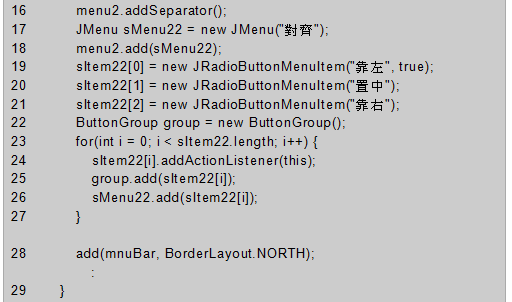 16 menu2.addSeparator();
17 JMenu sMenu22 = new JMenu("對齊");
18 menu2.add(sMenu22);
19 sItem22[0] = new JRadioButtonMenuItem("靠左", true);
20 sItem22[1] = new JRadioButtonMenuItem("置中");
21 sItem22[2] = new JRadioButtonMenuItem("靠右");
22 ButtonGroup group = new ButtonGroup();
23 for(int i = 0; i < sItem22.length; i++) {
24 sItem22[i].addActionListener(this);
25 group.add(sItem22[i]);
26 sMenu22.add(sItem22[i]);
27 }
28 add(mnuBar, BorderLayout.NORTH);
:
29 }